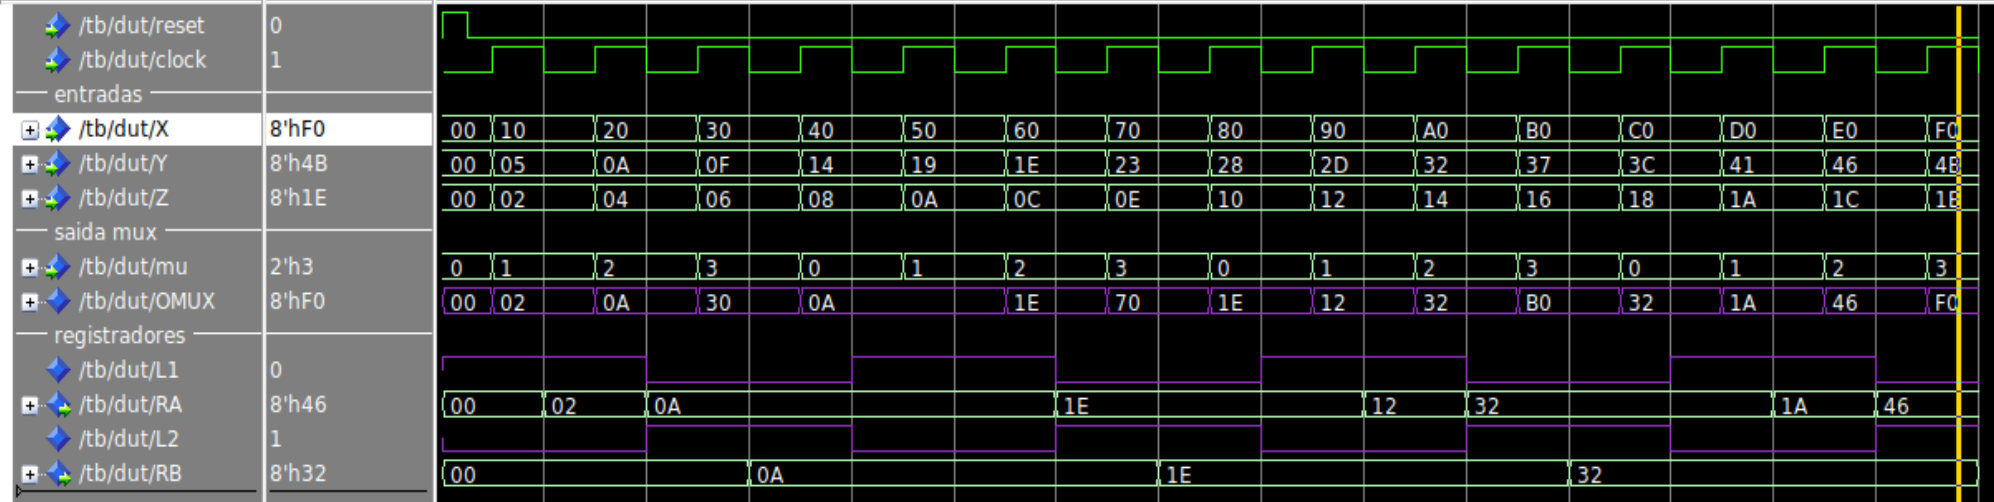 /tb/dut/reset 0
/tb/dut/clock 1
entradas
/tb/dut/X 8'hF0 00 10 20 30 40 50 60 70 80 90 A0 B0 C0 D0 E0 F0
/tb/dut/Y 8'h4B 00 05 0A 0F 14 19 1E 23 28 2D 32 37 3C 41 46 4B
/tb/dut/Z 8'h1E 00 02 04 06 08 0A 0C 0E 10 12 14 16 18 1A 1C 1E
saida mux
/tb/dut/mu 2'h3 0 1 2 3 0 1 2 3 0 1 2 3 0 1 2 3
/tb/dut/OMUX 8'hF0 00 02 0A 30 0A 1E 70 1E 12 32 B0 32 1A 46 F0
registradores
/tb/dut/L1 0
/tb/dut/RA 8'h46 00 02 0A 1E 12 32 1A 46
/tb/dut/L2 1
/tb/dut/RB 8'h32 00 0A 1E 32